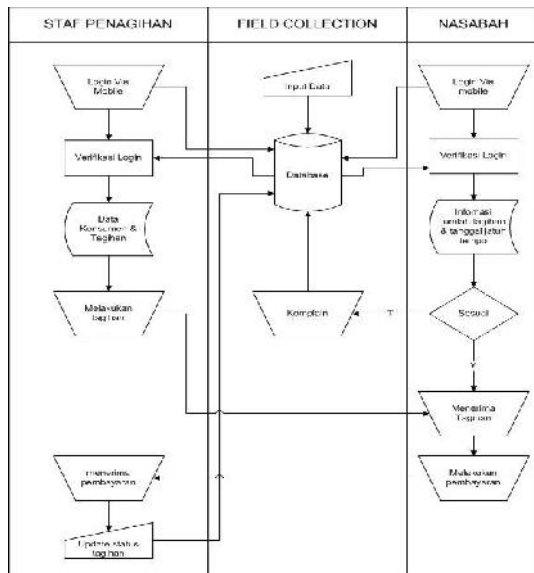 STAF PENAGIHAN
FIELD COLLECTION
NASABAH
Login Via
Mobile
Input Data
Login Via
mobile
Verifikasi Login
Database
Verifikasi Login
Data
Konsumen &
Tagihan
Informasi
jumlah tagihan
& tanggal jatuh
tempo
Melakukan
tagihan
Komplain
T
Sesuai
Y
Menerima
Tagihan
menerima
pembayaran
Melakukan
pembayaran
Update status
tagihan